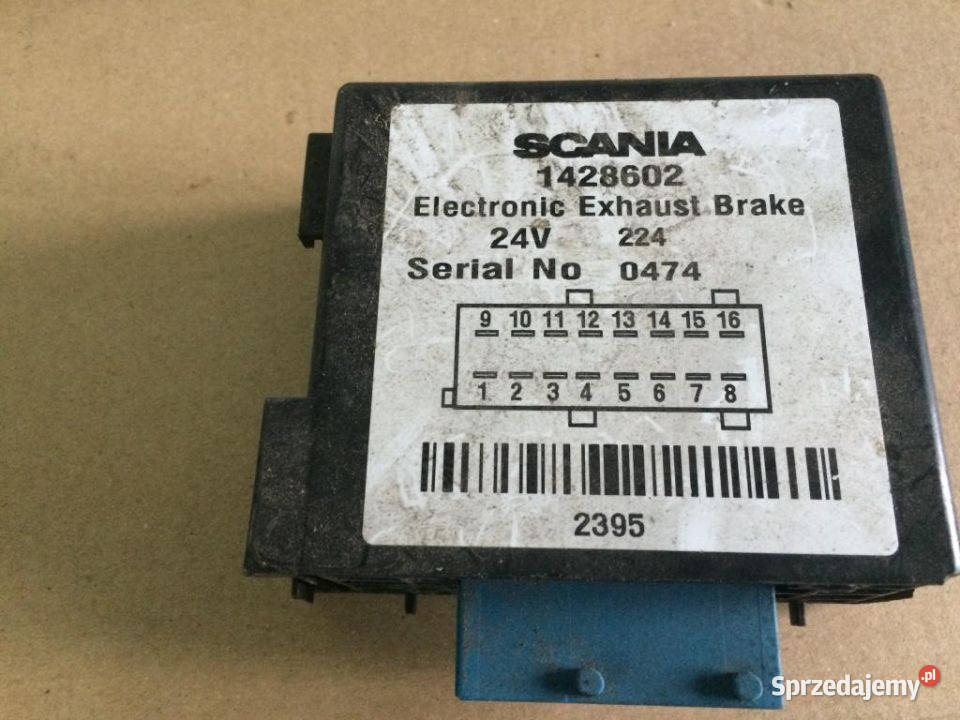 SCANIA
1428602
Electronic Exhaust Brake
24V 224
Serial No 0474
9 10 11 12 13 14 15 16
1 2 3 4 5 6 7 8
2395
Sprzedajemy.pl